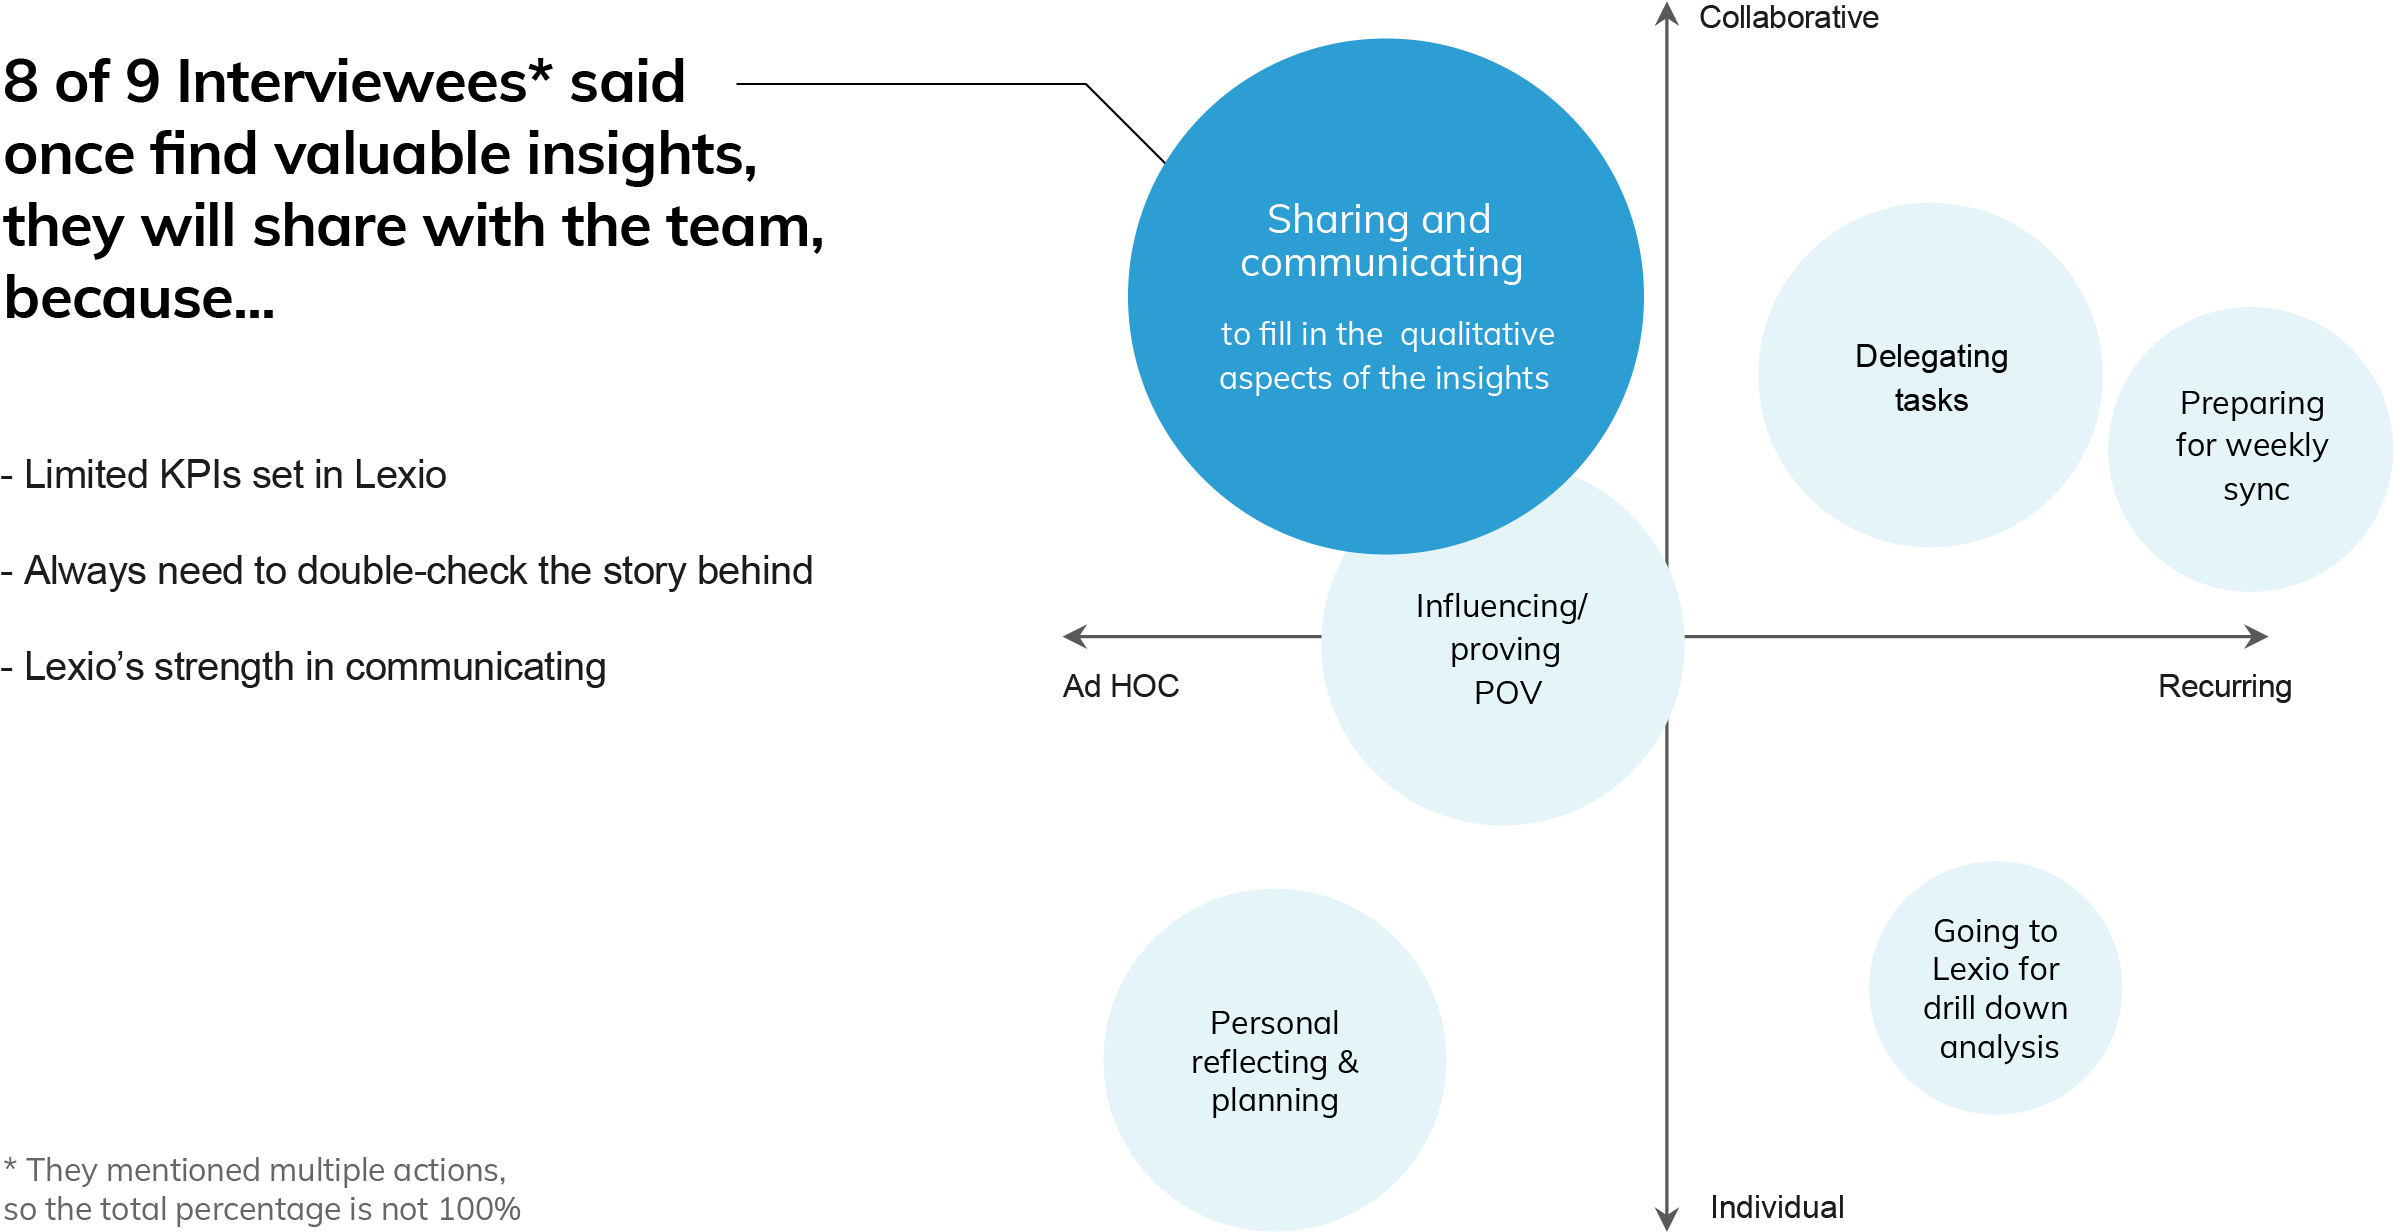 8 of 9 Interviewees* said
once find valuable insights,
they will share with the team,
because...
- Limited KPIs set in Lexio
- Always need to double-check the story behind
- Lexio’s strength in communicating
* They mentioned multiple actions,
so the total percentage is not 100%
Collaborative
Sharing and
communicating
to fill in the qualitative
aspects of the insights
Delegating
tasks
Preparing
for weekly
sync
Influencing/
proving
POV
Ad HOC
Recurring
Personal
reflecting &
planning
Going to
Lexio for
drill down
analysis
Individual